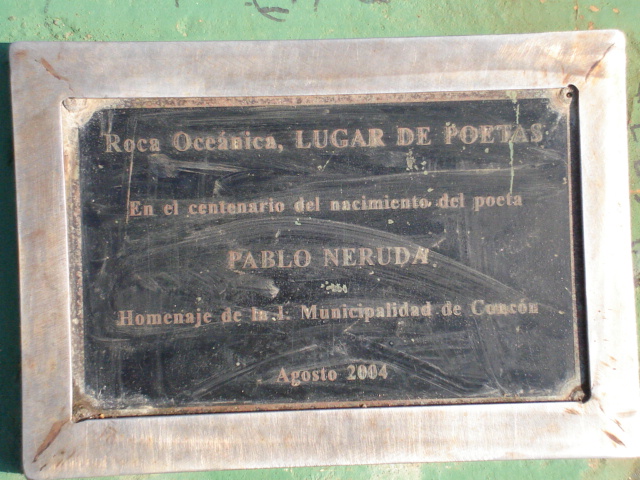 Roca Oceánica, LUGAR DE POETAS
En el centenario del nacimiento del poeta
PABLO NERUDA
Homenaje de la I. Municipalidad de Concón
Agosto 2004